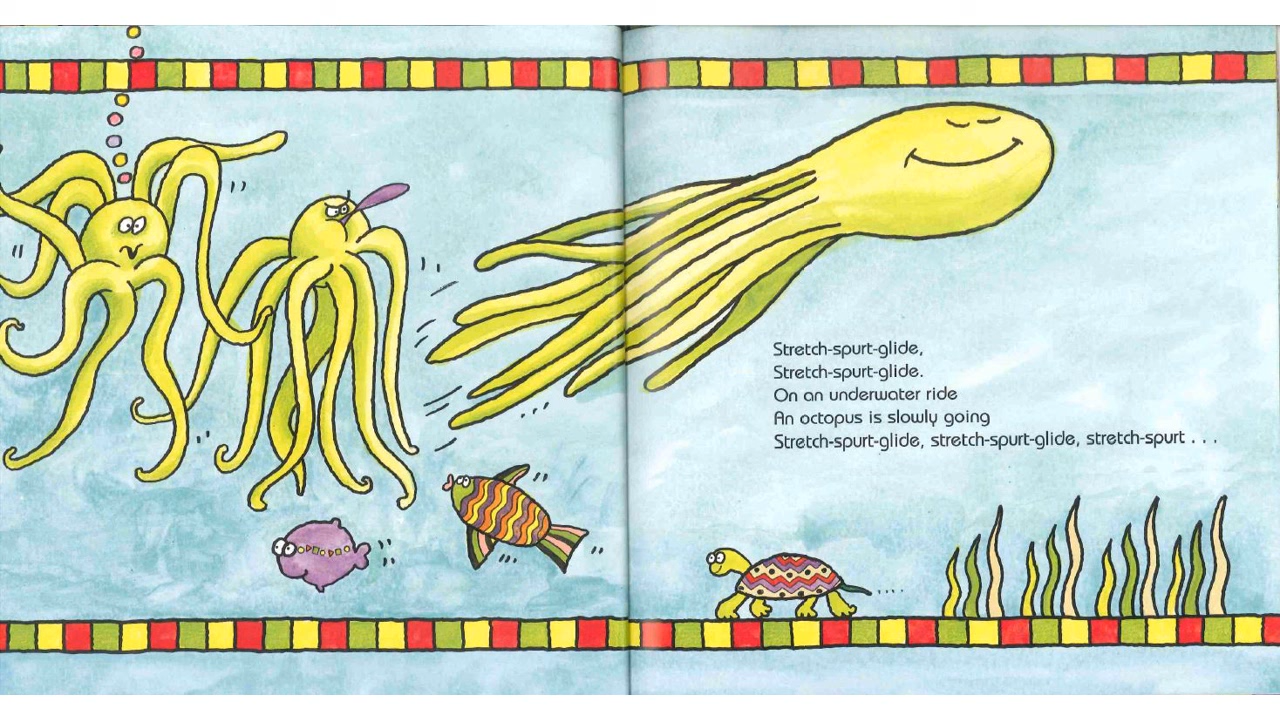 Stretch-spurt-glide,
Stretch-spurt-glide.
On an underwater ride
An octopus is slowly going
Stretch-spurt-glide, stretch-spurt-glide, stretch-spurt . . .